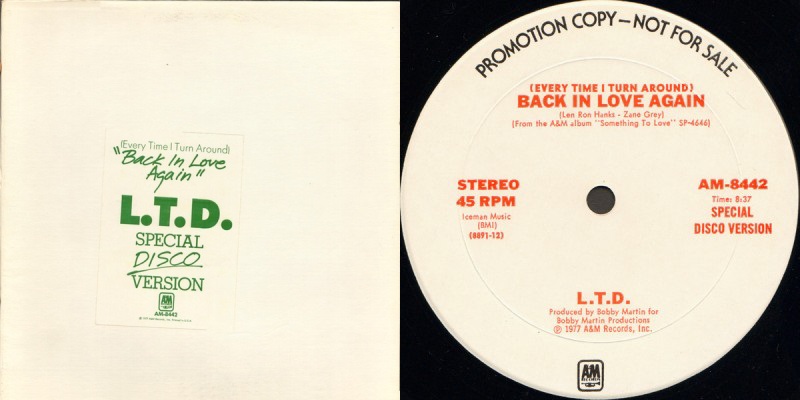 (Every Time I Turn Around)
"Back In Love
Again"
L.T.D.
SPECIAL
DISCO
VERSION
A&M
RECORDS
AM-8442
PROMOTION COPY—NOT FOR SALE
(EVERY TIME I TURN AROUND)
BACK IN LOVE AGAIN
(Len Ron Hanks - Zane Grey)
(From the A&M album "Something To Love" SP-4646)
STEREO
45 RPM
Iceman Music
(BMI)
(8891-13)
AM-8442
Time: 8:37
SPECIAL
DISCO VERSION
L.T.D.
Produced by Bobby Martin for
Bobby Martin Productions
℗ 1977 A&M Records, Inc.
A&M
RECORDS